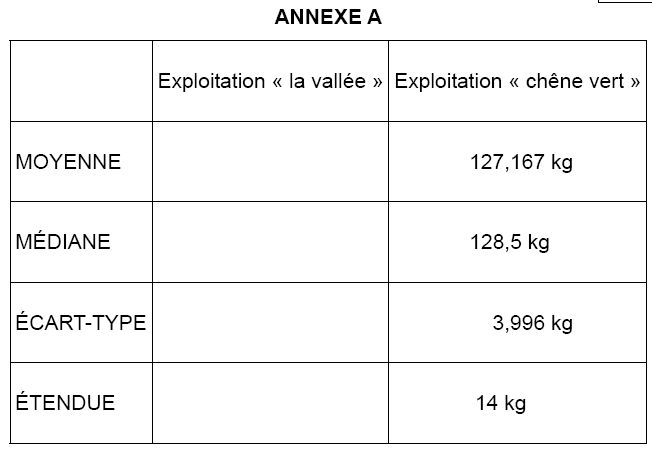 ANNEXE A
Exploitation « la vallée » Exploitation « chêne vert »
MOYENNE 127,167 kg
MÉDIANE 128,5 kg
ÉCART-TYPE 3,996 kg
ÉTENDUE 14 kg